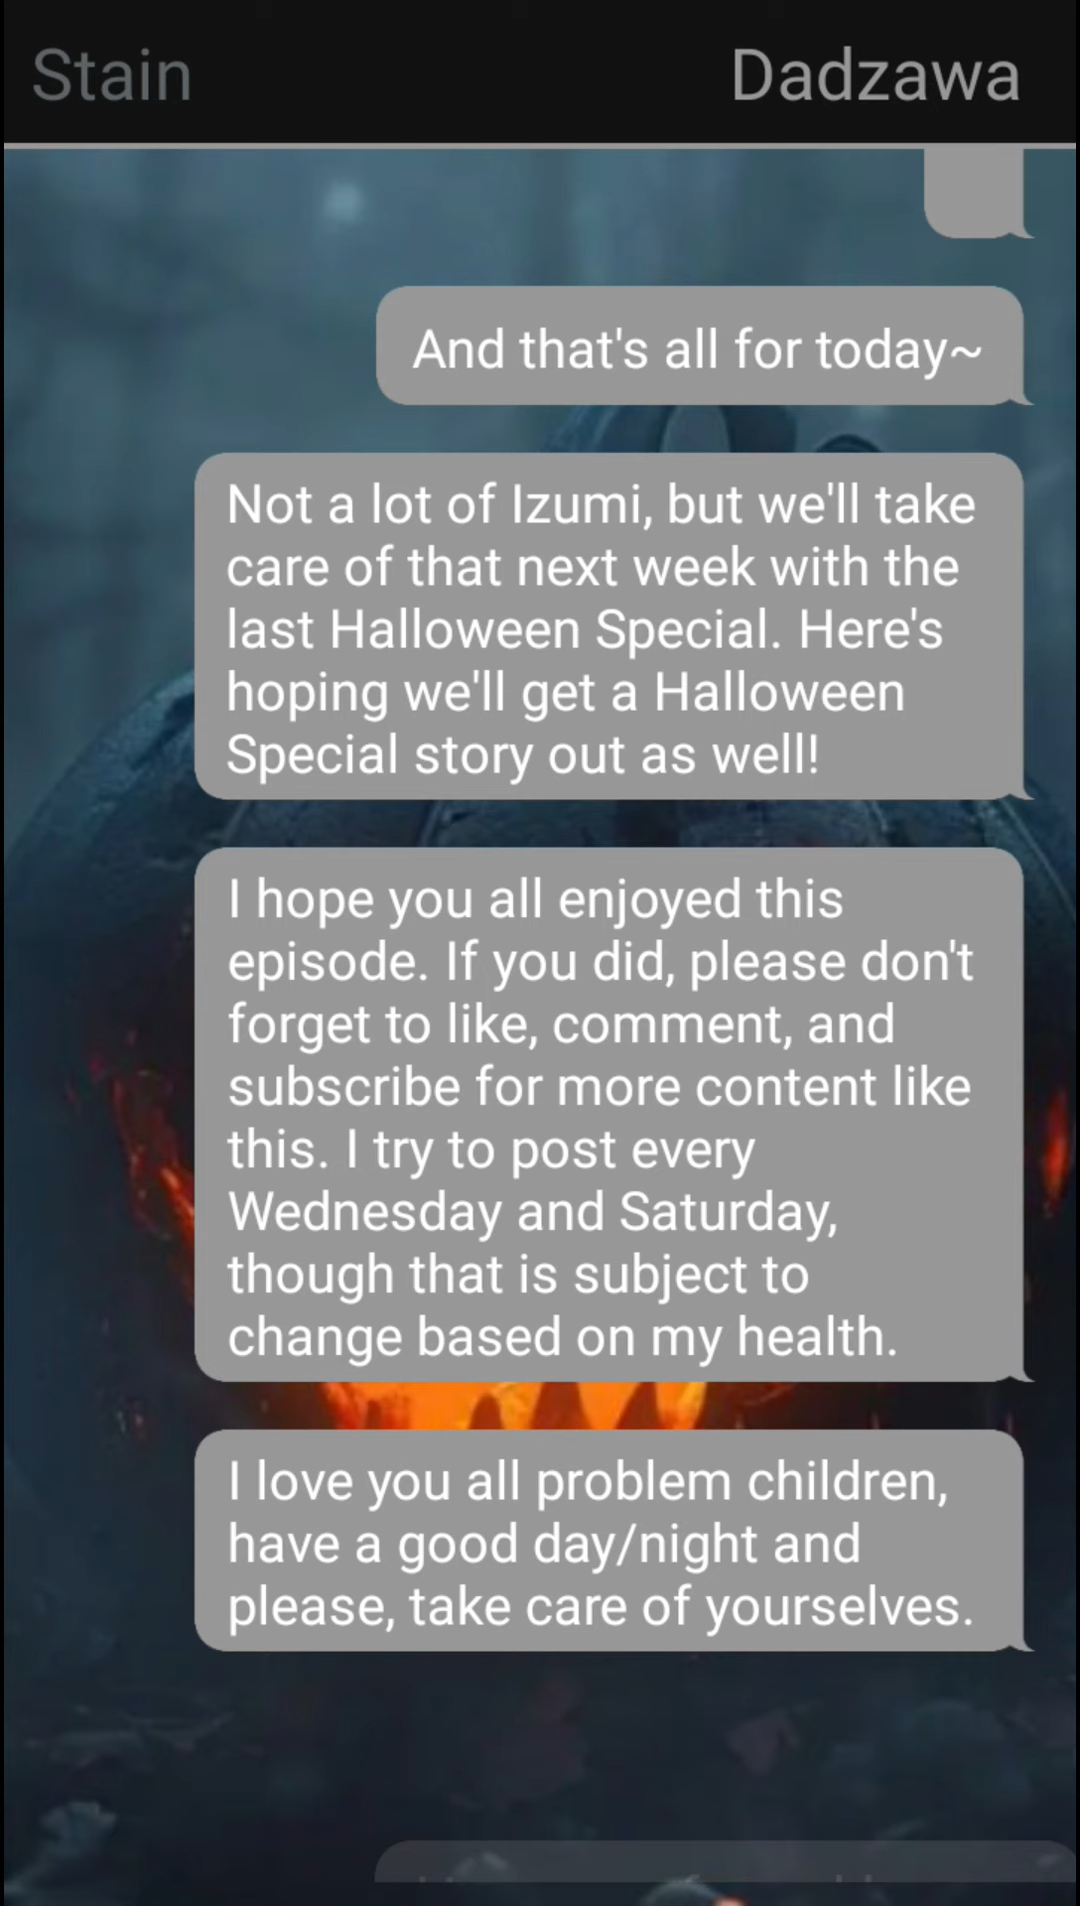 Stain Dadzawa
And that's all for today~
Not a lot of Izumi, but we'll take
care of that next week with the
last Halloween Special. Here's
hoping we'll get a Halloween
Special story out as well!
I hope you all enjoyed this
episode. If you did, please don't
forget to like, comment, and
subscribe for more content like
this. I try to post every
Wednesday and Saturday,
though that is subject to
change based on my health.
I love you all problem children,
have a good day/night and
please, take care of yourselves.